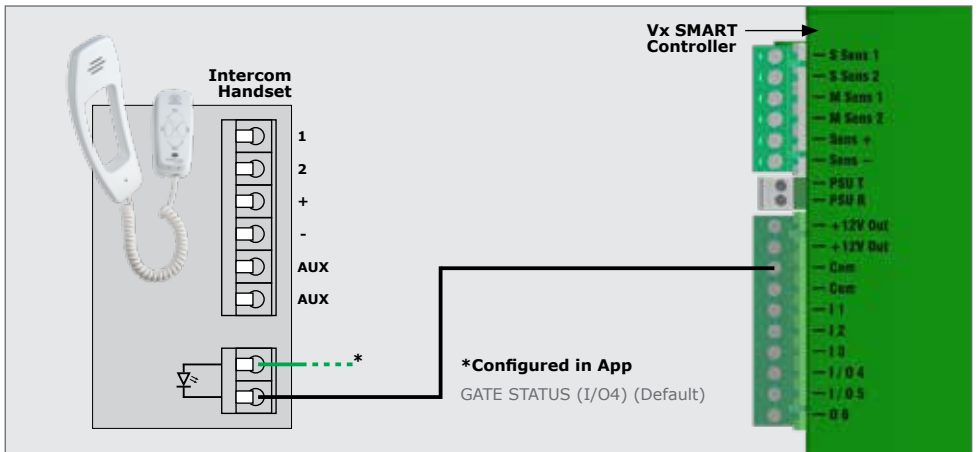 Vx SMART
Controller
Intercom
Handset
1
2
+
-
AUX
AUX
*
*Configured in App
GATE STATUS (I/O4) (Default)
S Sens 1
S Sens 2
M Sens 1
M Sens 2
Sens +
Sens -
PSU T
PSU R
+12V Out
+12V Out
Com
Com
I 1
I 2
I 3
I / O 4
I / O 5
O 6